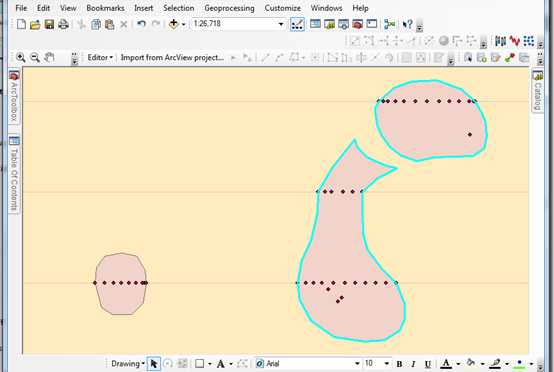 File Edit View Bookmarks Insert Selection Geoprocessing Customize Windows Help
1:26,718
Editor Import from ArcView project...
ArcToolbox
Table Of Contents
Catalog
Drawing A Arial 10 B I U A